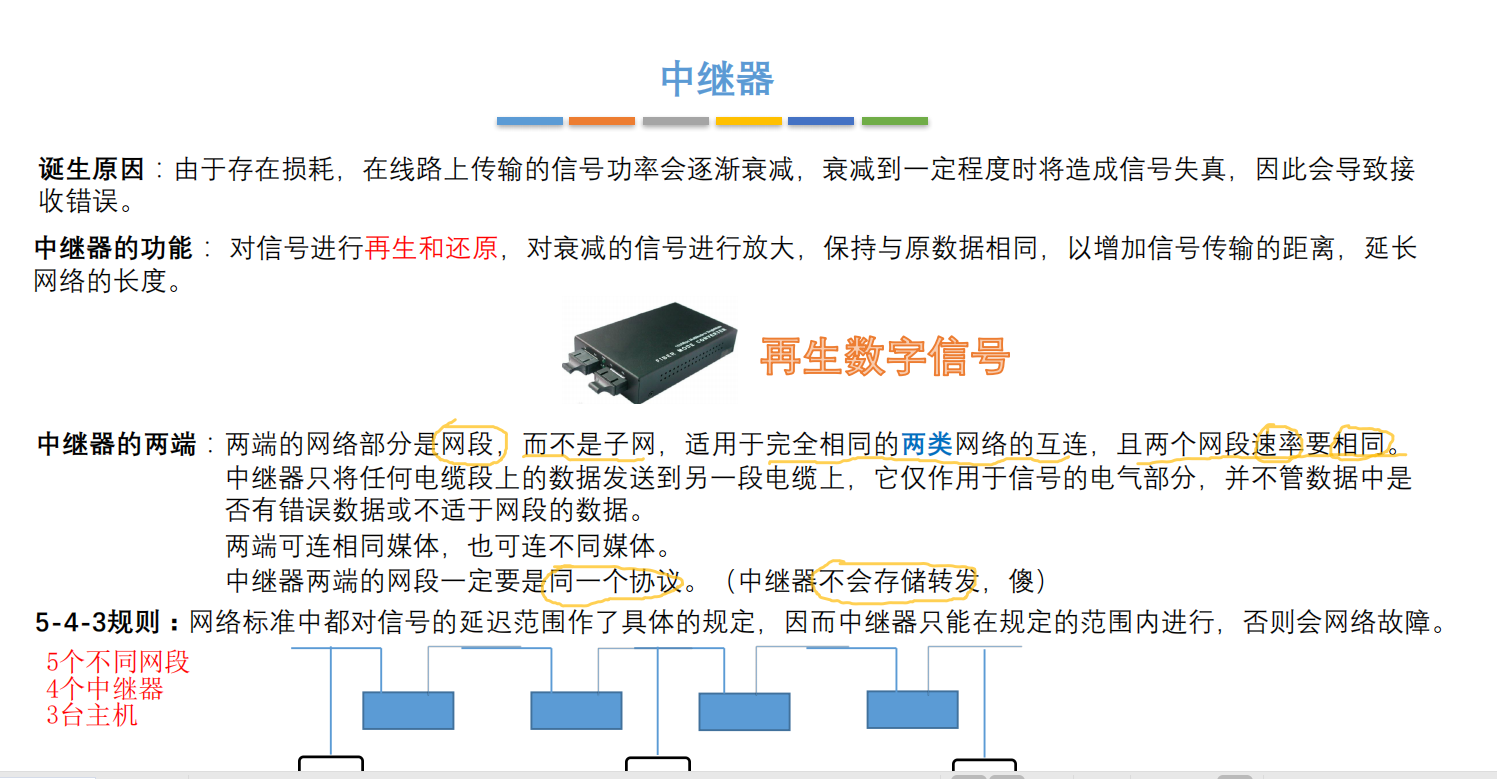 中继器
诞生原因：由于存在损耗，在线路上传输的信号功率会逐渐衰减，衰减到一定程度时将造成信号失真，因此会导致接
收错误。
中继器的功能： 对信号进行再生和还原，对衰减的信号进行放大，保持与原数据相同，以增加信号传输的距离，延长
网络的长度。
FIBER MODE CONVERTER
再生数字信号
中继器的两端：两端的网络部分是网段，而不是子网，适用于完全相同的两类网络的互连，且两个网段速率要相同。
中继器只将任何电缆段上的数据发送到另一段电缆上，它仅作用于信号的电气部分，并不管数据中是
否有错误数据或不适于网段的数据。
两端可连相同媒体，也可连不同媒体。
中继器两端的网段一定要是同一个协议。（中继器不会存储转发，傻）
5-4-3规则：网络标准中都对信号的延迟范围作了具体的规定，因而中继器只能在规定的范围内进行，否则会网络故障。
5个不同网段
4个中继器
3台主机